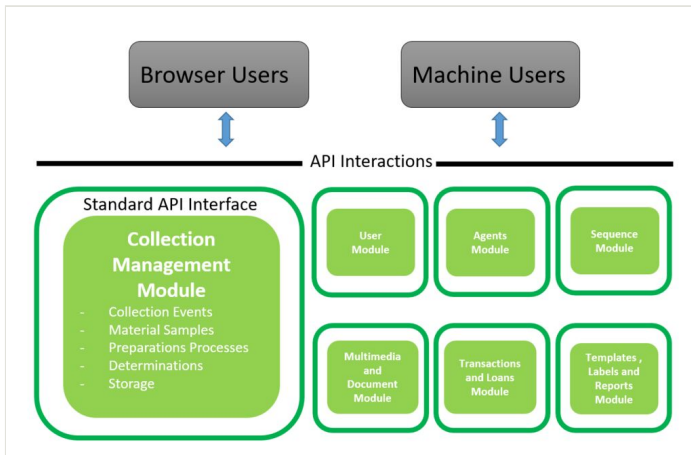 Browser Users
Machine Users
API Interactions
Standard API Interface
Collection
Management
Module
- Collection Events
- Material Samples
- Preparations Processes
- Determinations
- Storage
User
Module
Agents
Module
Sequence
Module
Multimedia
and
Document
Module
Transactions
and Loans
Module
Templates ,
Labels and
Reports
Module